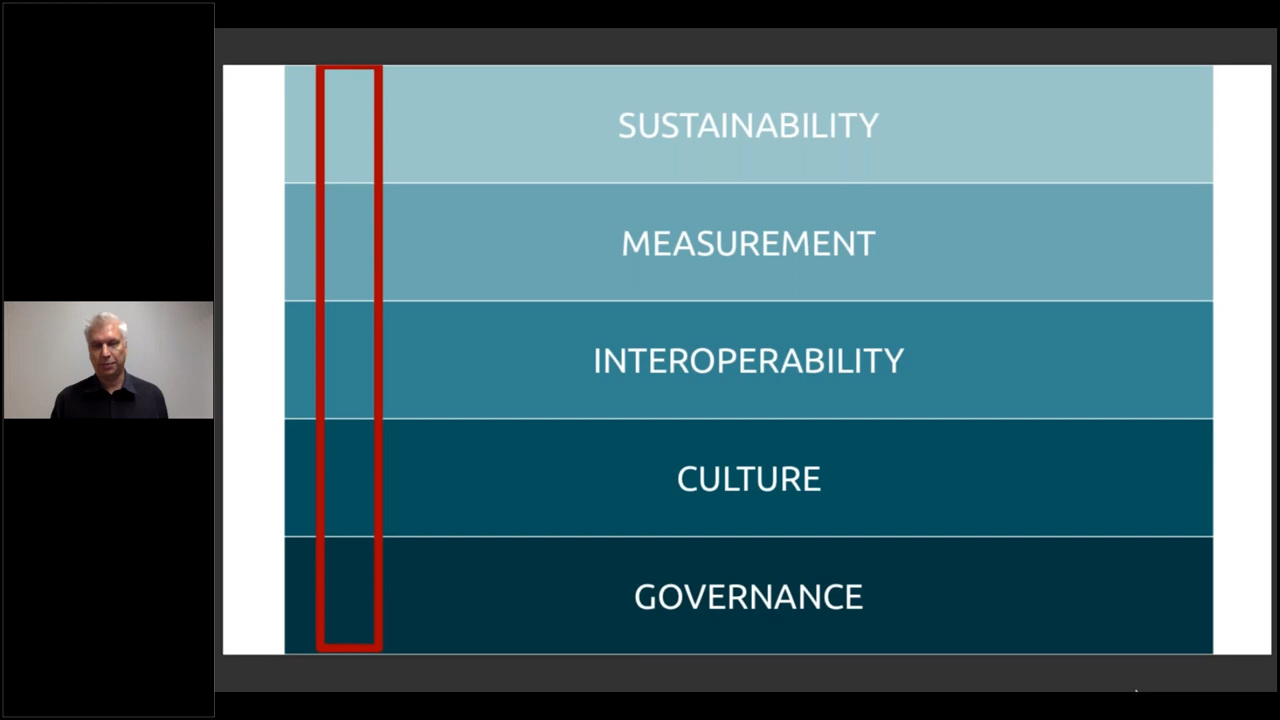 SUSTAINABILITY
MEASUREMENT
INTEROPERABILITY
CULTURE
GOVERNANCE